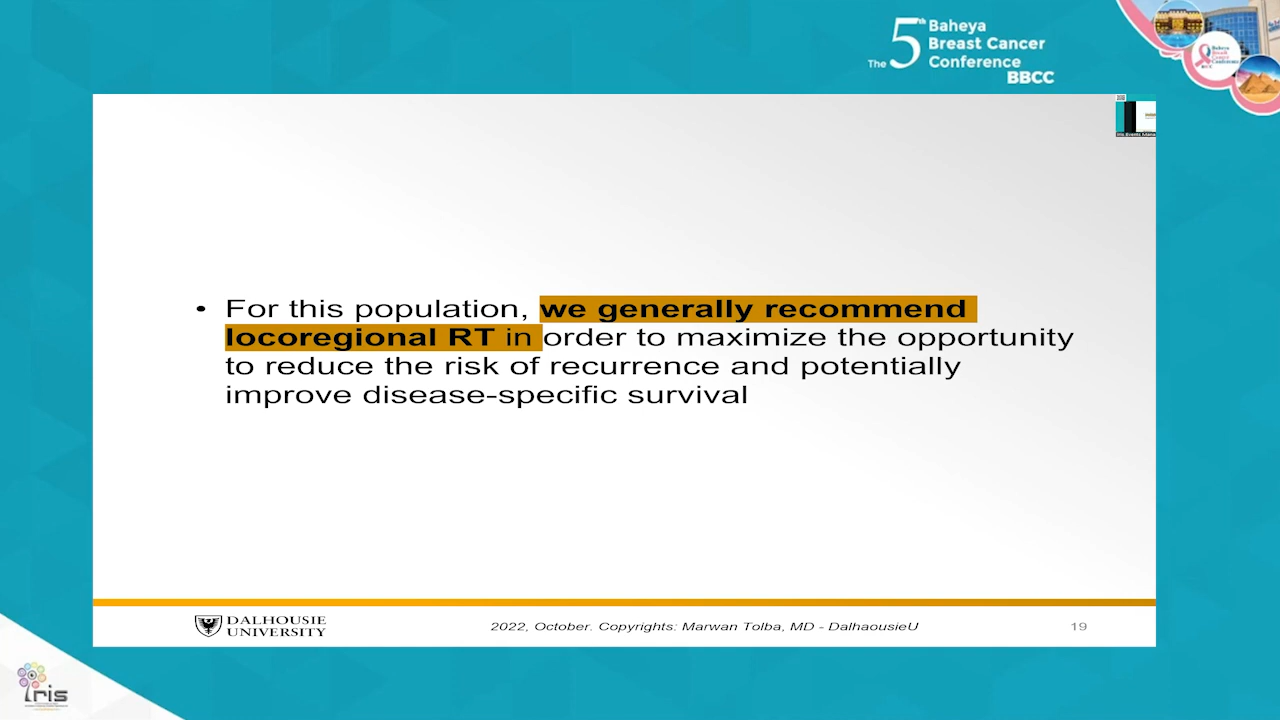 The 5th Baheya
Breast Cancer
Conference
BBCC
• For this population, we generally recommend
locoregional RT in order to maximize the opportunity
to reduce the risk of recurrence and potentially
improve disease-specific survival
DALHOUSIE
UNIVERSITY
2022, October. Copyrights: Marwan Tolba, MD - DalhaousieU
19
Iris